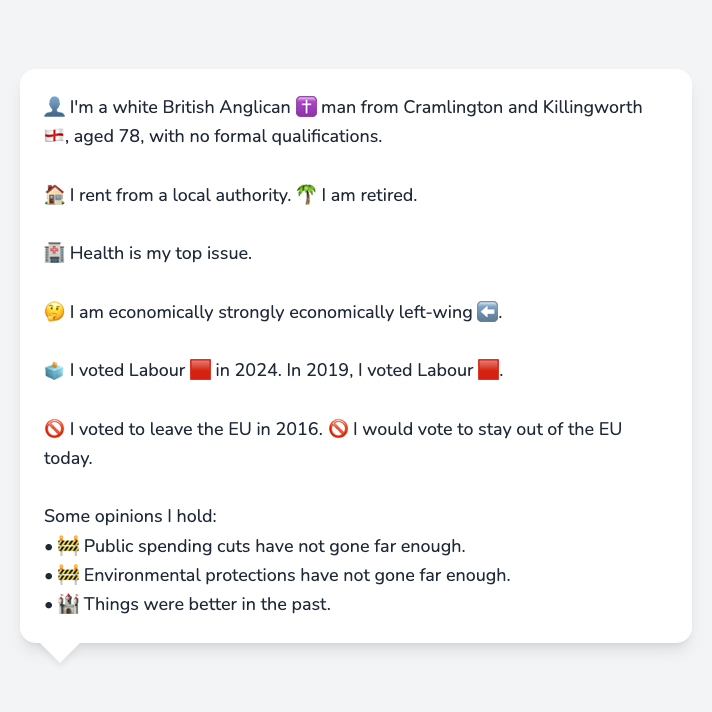 👤 I'm a white British Anglican ✝️ man from Cramlington and Killingworth
🏴󠁧󠁢󠁥󠁮󠁧󠁿, aged 78, with no formal qualifications.
🏠 I rent from a local authority. 🌴 I am retired.
🏥 Health is my top issue.
🤔 I am economically strongly economically left-wing ⬅️.
🗳️ I voted Labour 🟥 in 2024. In 2019, I voted Labour 🟥.
🚫 I voted to leave the EU in 2016. 🚫 I would vote to stay out of the EU
today.
Some opinions I hold:
• 🚧 Public spending cuts have not gone far enough.
• 🚧 Environmental protections have not gone far enough.
• 🏰 Things were better in the past.